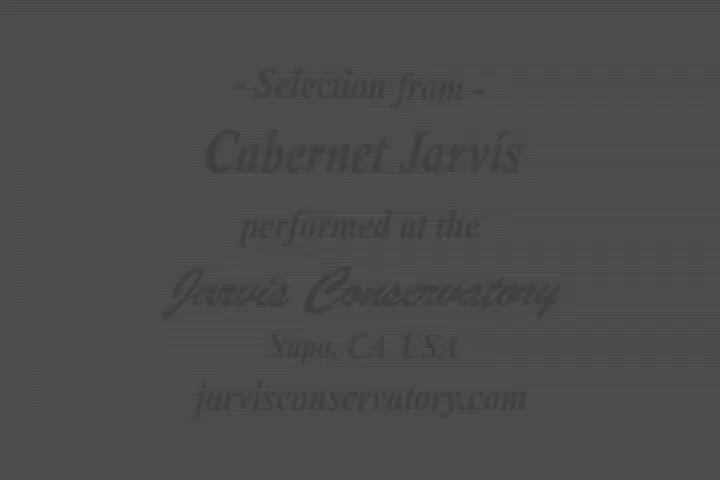 -Selection from -
Cabernet Jarvis
performed at the
Jarvis Conservatory
Napa, CA USA
jarvisconservatory.com